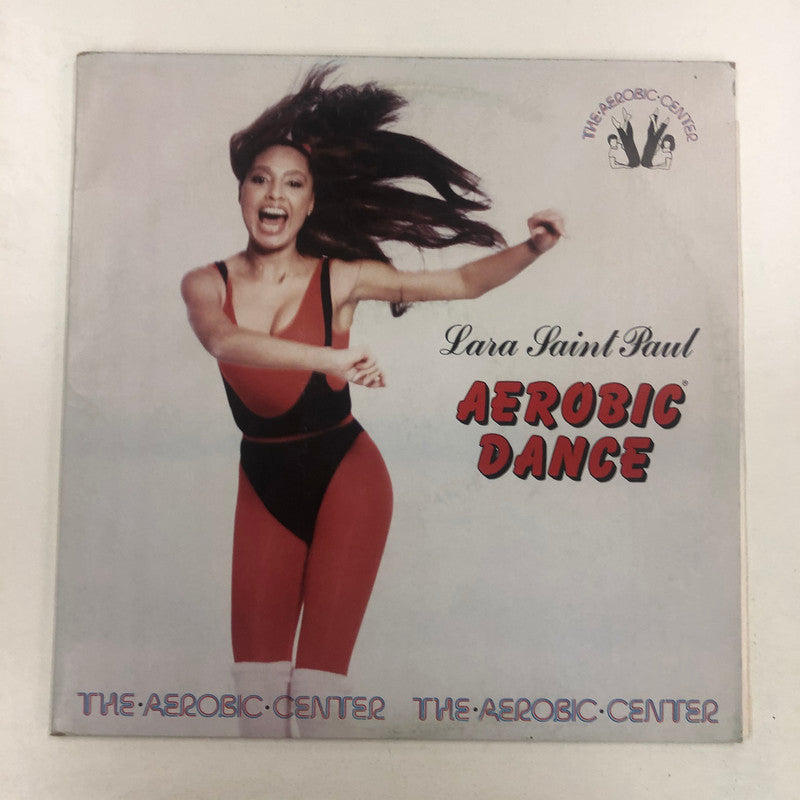 THE·AEROBIC·CENTER
Lara Saint Paul
AEROBIC®
DANCE
THE·AEROBIC·CENTER THE·AEROBIC·CENTER